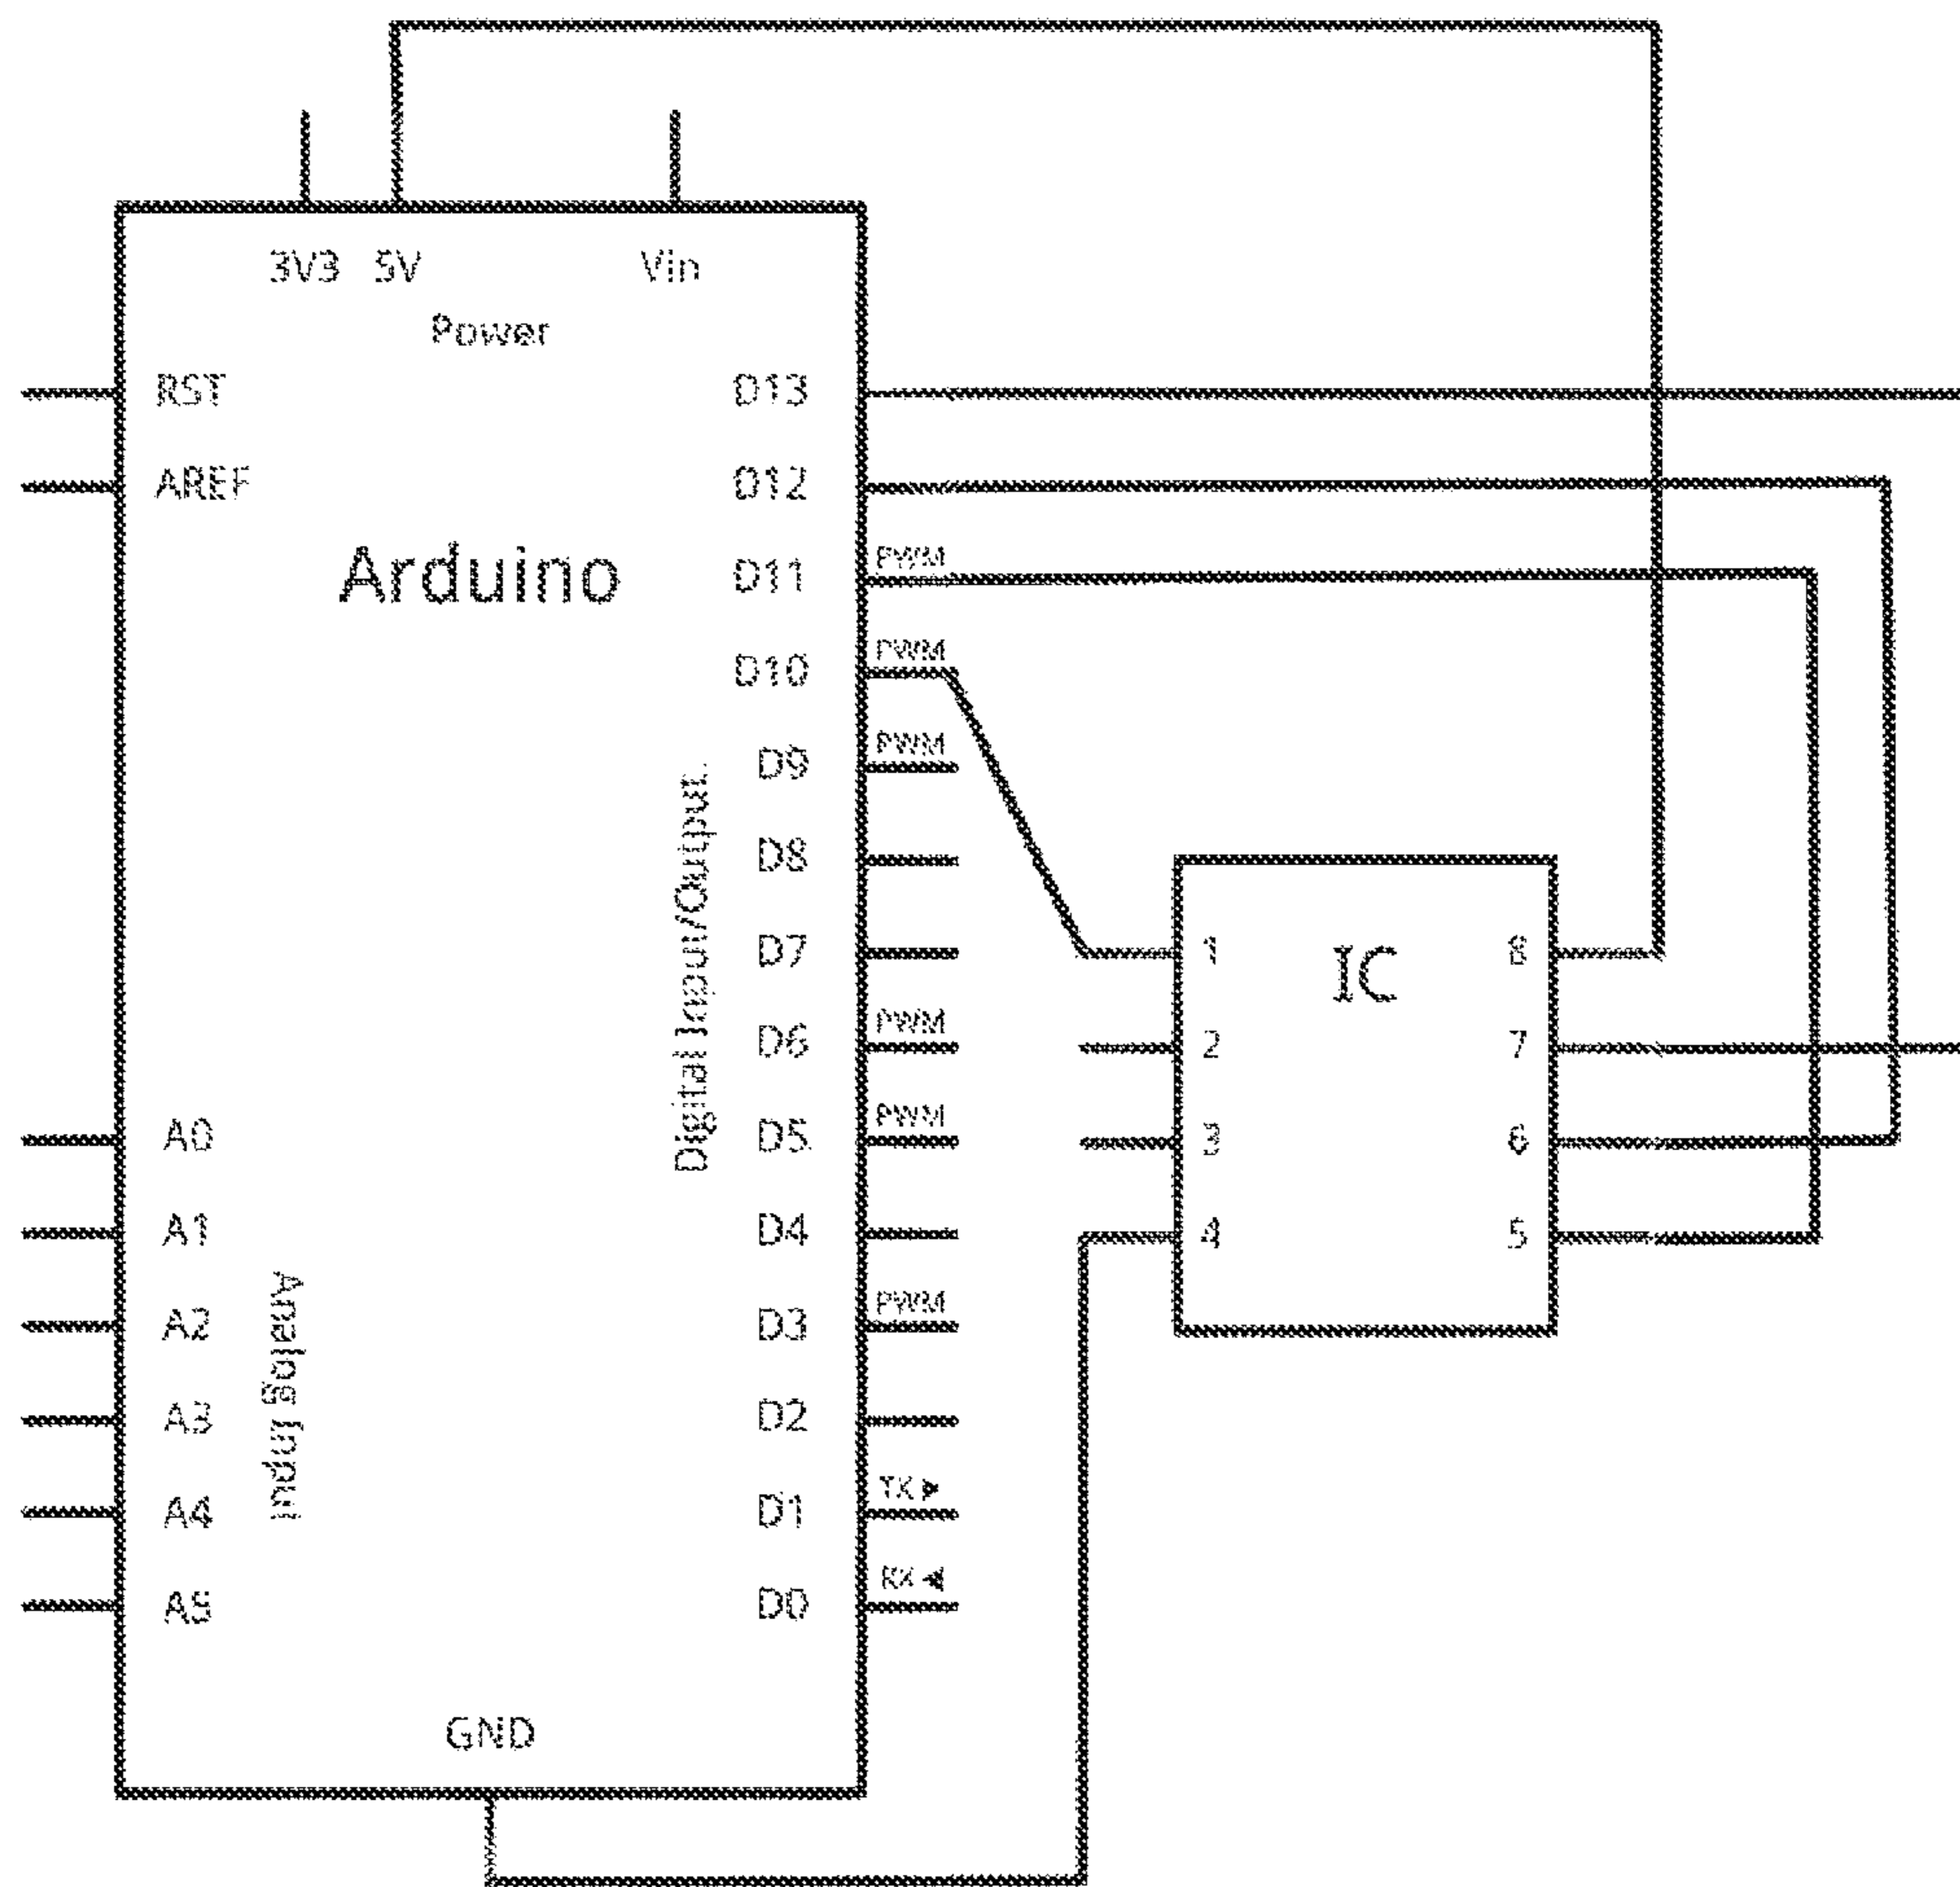 3V3 5V Vin
Power
RST D13
AREF D12
Arduino
D11 PWM
D10 PWM
D9 PWM
D8
D7
D6 PWM
D5 PWM
D4
D3 PWM
D2
D1 TX
D0 RX
Digital Input/Output
A0
A1
A2
A3
A4
A5
Analog Input
GND
IC
1 8
2 7
3 6
4 5